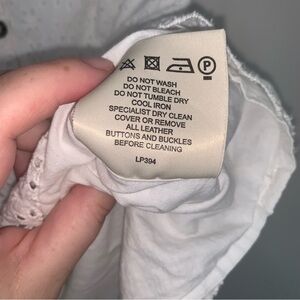 P
DO NOT WASH
DO NOT BLEACH
DO NOT TUMBLE DRY
COOL IRON
SPECIALIST DRY CLEAN
COVER OR REMOVE
ALL LEATHER
BUTTONS AND BUCKLES
BEFORE CLEANING
LP394